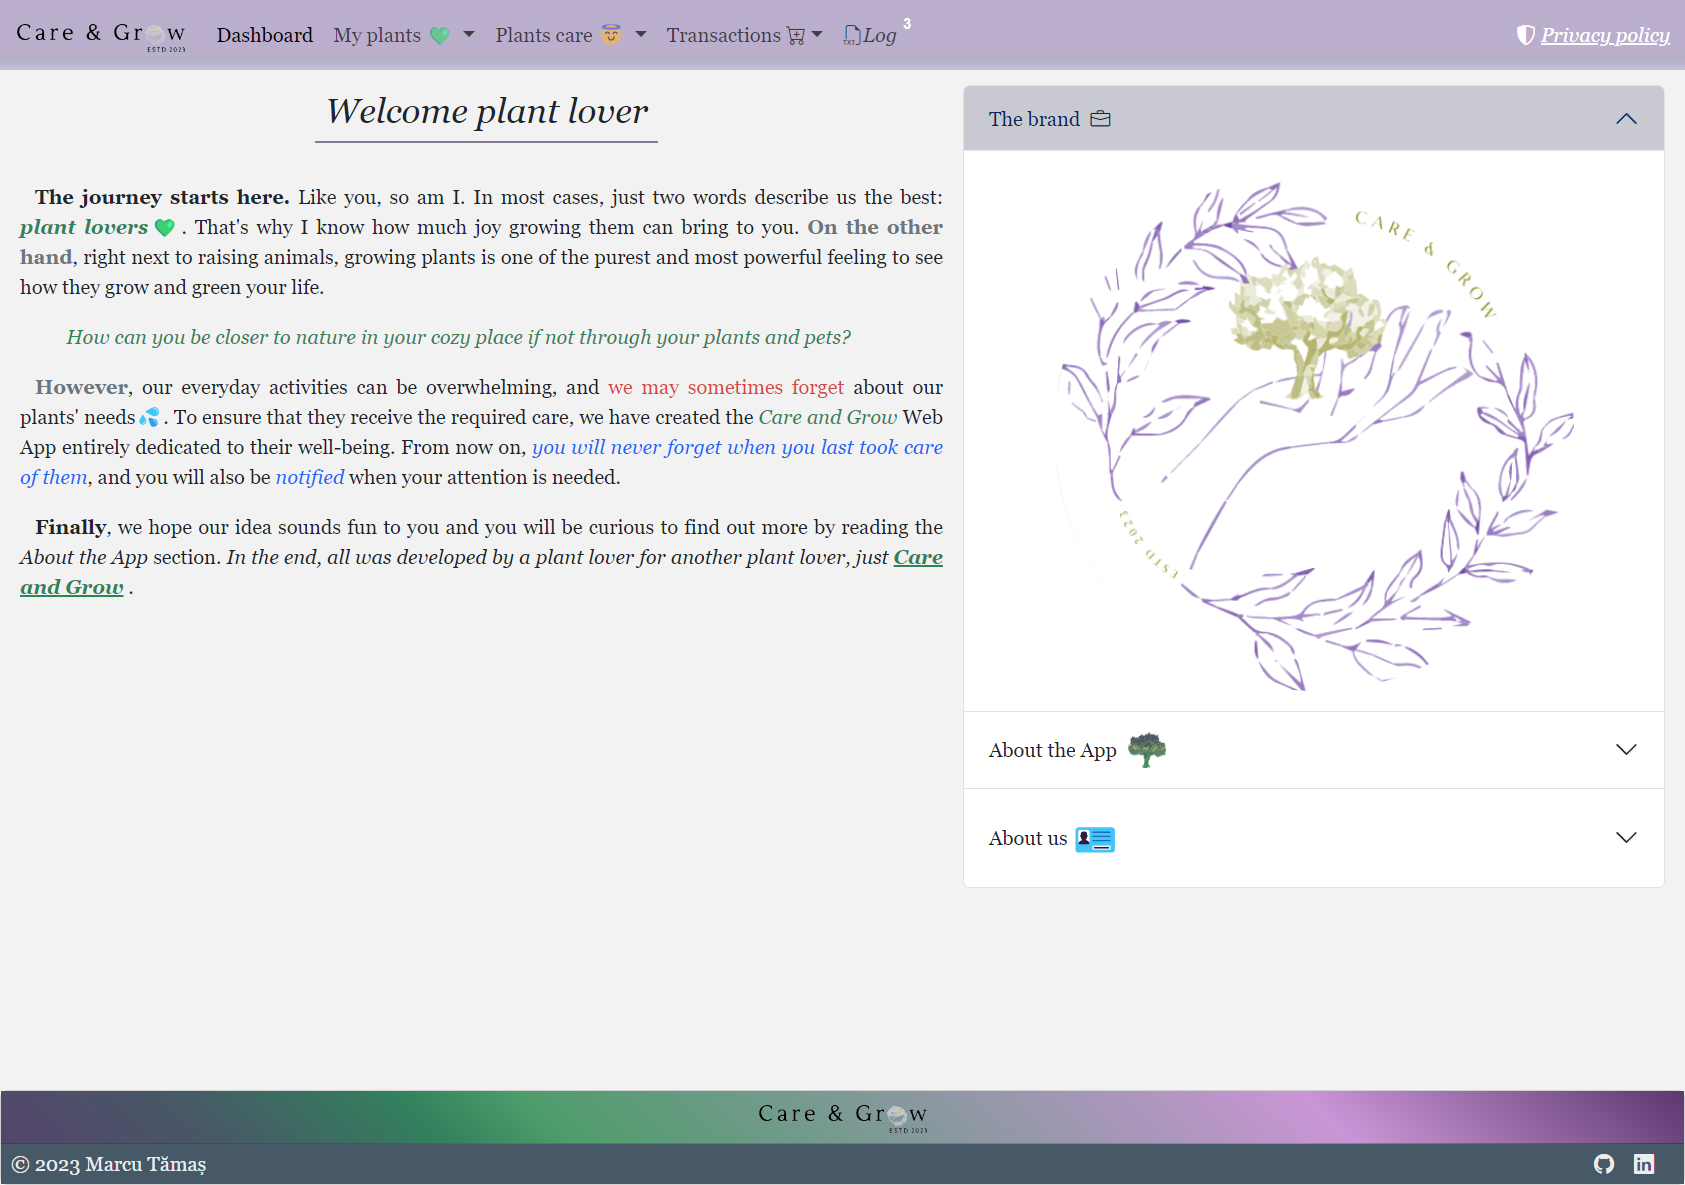 Care & Grow
ESTD 2023
Dashboard
My plants
Plants care
Transactions
TXT
Log
3
Privacy policy
Welcome plant lover
The journey starts here. Like you, so am I. In most cases, just two words describe us the best:
plant lovers . That's why I know how much joy growing them can bring to you. On the other
hand, right next to raising animals, growing plants is one of the purest and most powerful feeling to see
how they grow and green your life.
How can you be closer to nature in your cozy place if not through your plants and pets?
However, our everyday activities can be overwhelming, and we may sometimes forget about our
plants' needs . To ensure that they receive the required care, we have created the Care and Grow Web
App entirely dedicated to their well-being. From now on, you will never forget when you last took care
of them, and you will also be notified when your attention is needed.
Finally, we hope our idea sounds fun to you and you will be curious to find out more by reading the
About the App section. In the end, all was developed by a plant lover for another plant lover, just Care
and Grow .
The brand
CARE & GROW
ESTD 2023
About the App
About us
Care & Grow
ESTD 2023
© 2023 Marcu Tămaș
in